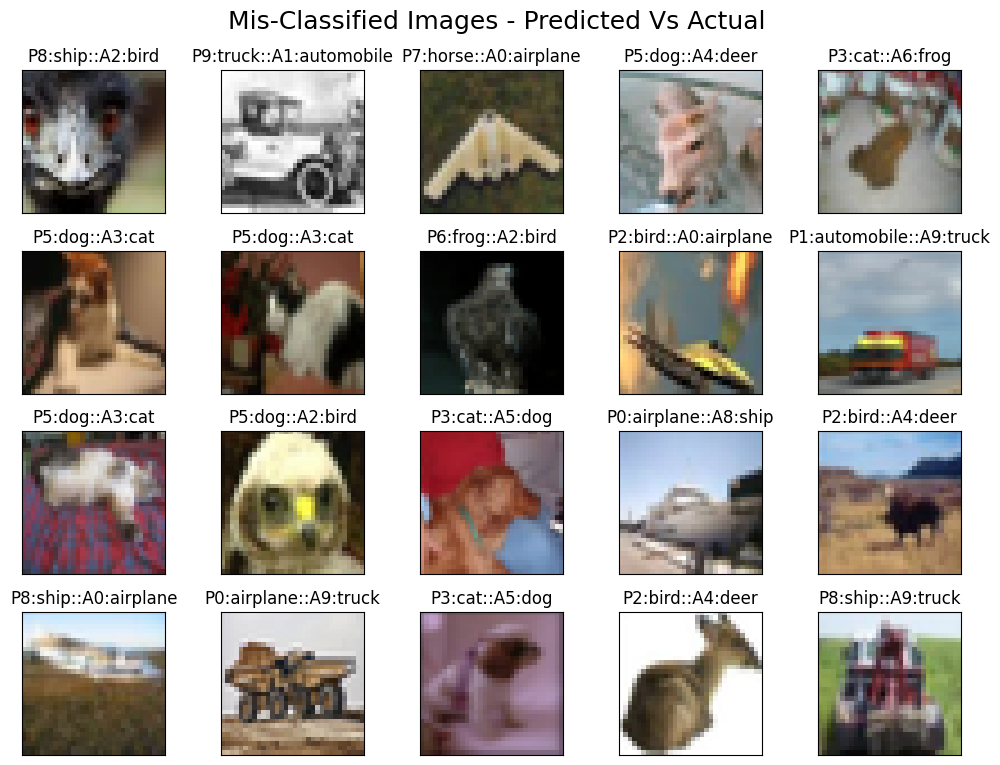 Mis-Classified Images - Predicted Vs Actual
P8:ship::A2:bird
P9:truck::A1:automobile
P7:horse::A0:airplane
P5:dog::A4:deer
P3:cat::A6:frog
P5:dog::A3:cat
P5:dog::A3:cat
P6:frog::A2:bird
P2:bird::A0:airplane
P1:automobile::A9:truck
P5:dog::A3:cat
P5:dog::A2:bird
P3:cat::A5:dog
P0:airplane::A8:ship
P2:bird::A4:deer
P8:ship::A0:airplane
P0:airplane::A9:truck
P3:cat::A5:dog
P2:bird::A4:deer
P8:ship::A9:truck